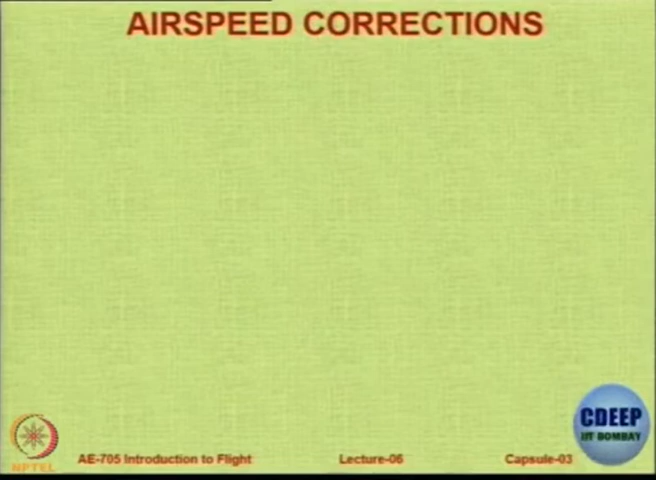 AIRSPEED CORRECTIONS
CDEEP
IIT BOMBAY
NPTEL
AE-705 Introduction to Flight
Lecture-06
Capsule-03